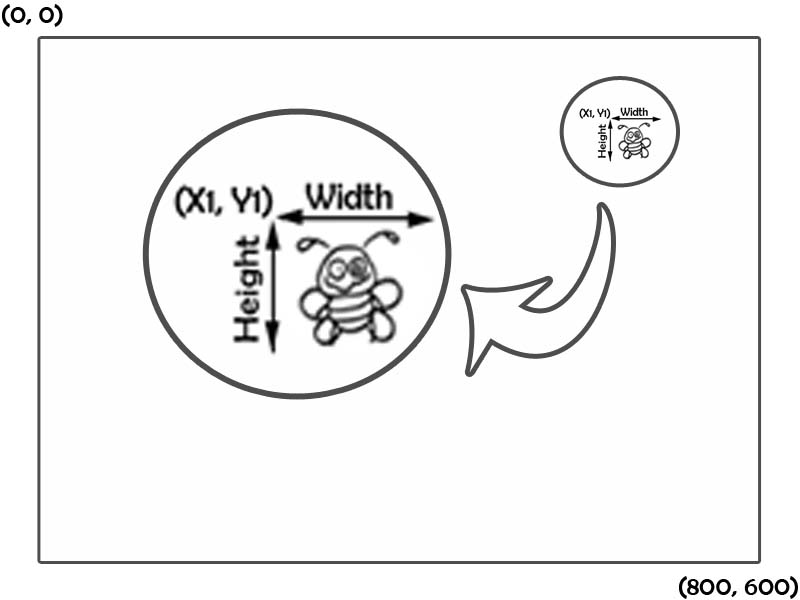 (0, 0)
(X1, Y1) Width
Height
(X1, Y1) Width
Height
(800, 600)